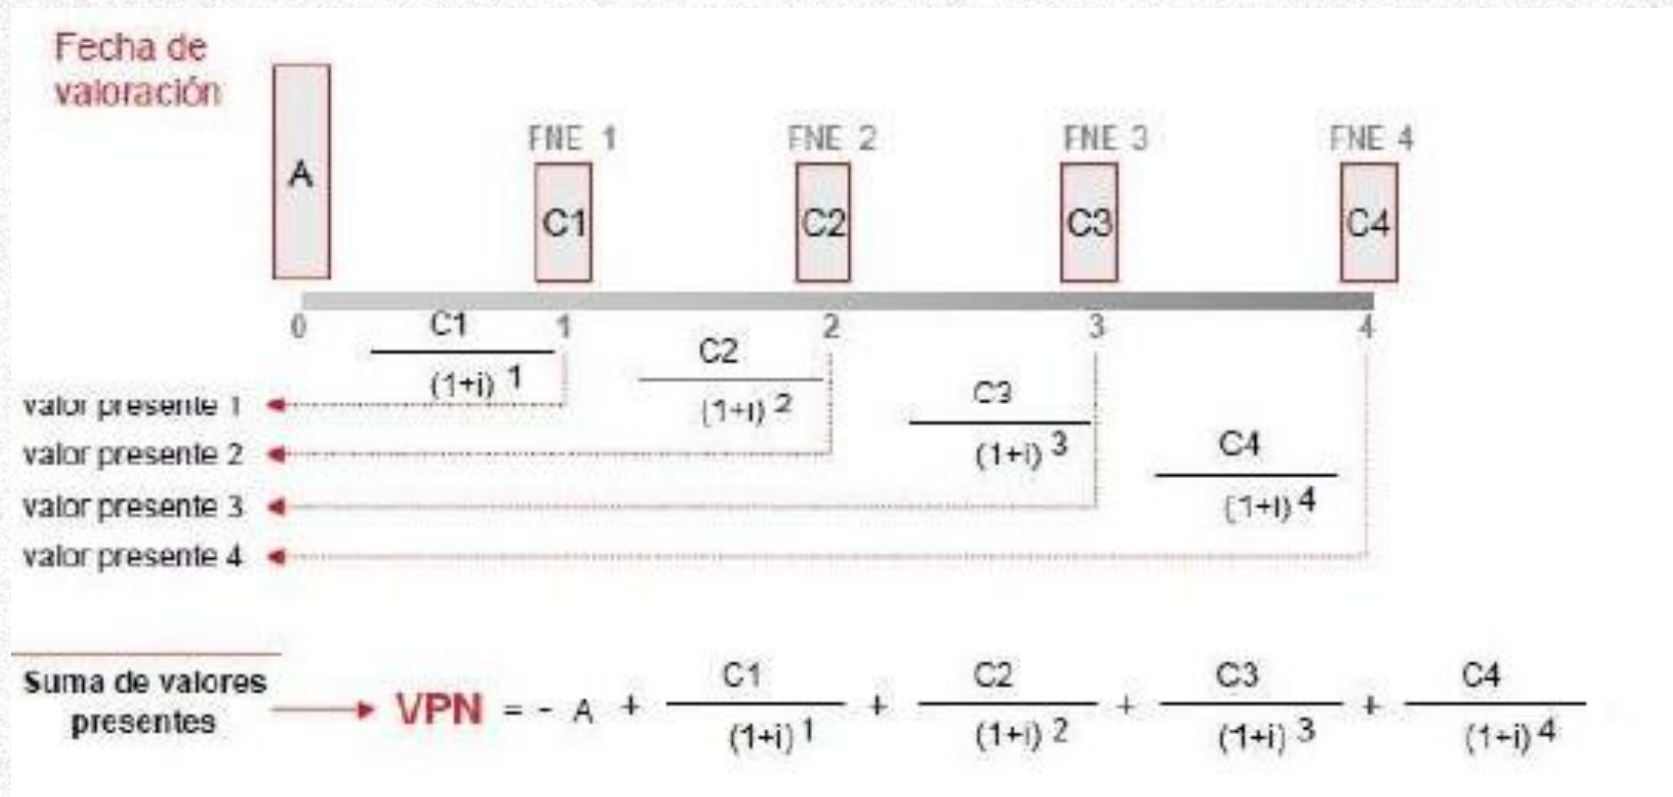 Fecha de
valoración
A
FNE 1
FNE 2
FNE 3
FNE 4
C1
C2
C3
C4
0
1
2
3
4
C1
(1+i) 1
C2
(1+i) 2
C3
(1+i) 3
C4
(1+i) 4
valor presente 1
valor presente 2
valor presente 3
valor presente 4
Suma de valores
presentes
VPN = - A + C1 + C2 + C3 + C4
(1+i) 1 (1+i) 2 (1+i) 3 (1+i) 4